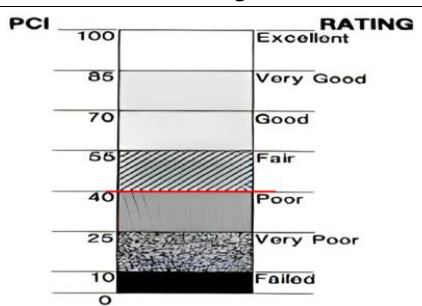 PCI RATING
100 Excellent
85 Very Good
70 Good
55 Fair
40 Poor
25 Very Poor
10 Failed
0